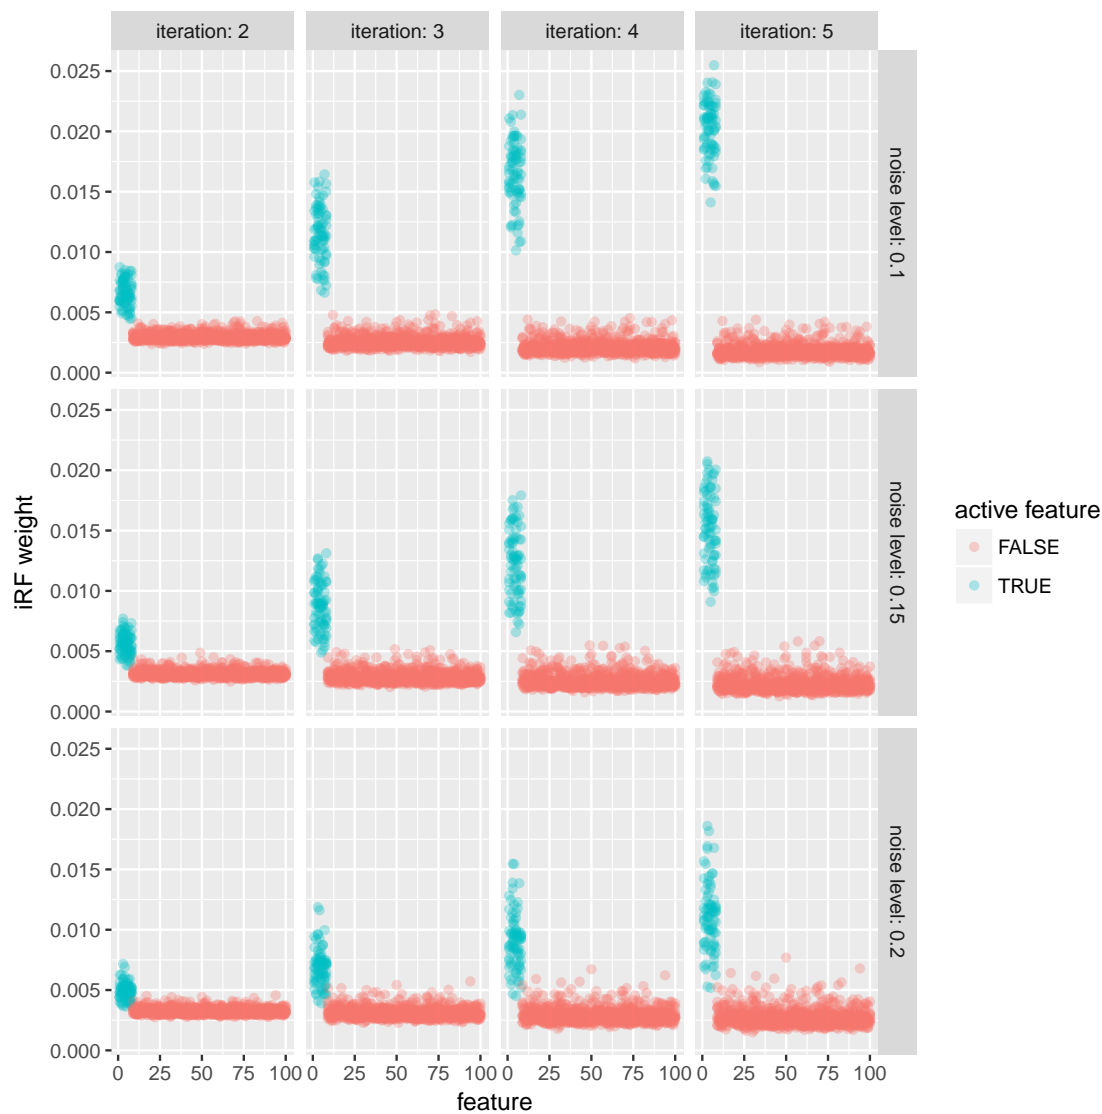 iteration: 2
iteration: 3
iteration: 4
iteration: 5
0.025
0.020
0.015
0.010
0.005
0.000
noise level: 0.1
0.025
0.020
0.015
0.010
0.005
0.000
noise level: 0.15
0.025
0.020
0.015
0.010
0.005
0.000
noise level: 0.2
iRF weight
0 25 50 75 100
0 25 50 75 100
0 25 50 75 100
0 25 50 75 100
feature
active feature
FALSE
TRUE